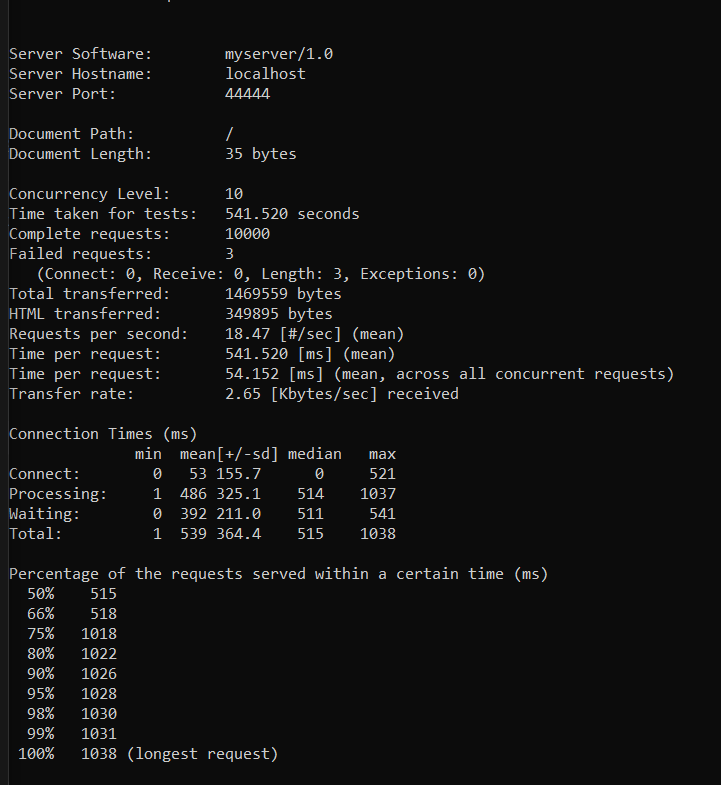 Server Software:        myserver/1.0
Server Hostname:        localhost
Server Port:            44444

Document Path:          /
Document Length:        35 bytes

Concurrency Level:      10
Time taken for tests:   541.520 seconds
Complete requests:      10000
Failed requests:        3
   (Connect: 0, Receive: 0, Length: 3, Exceptions: 0)
Total transferred:      1469559 bytes
HTML transferred:       349895 bytes
Requests per second:    18.47 [#/sec] (mean)
Time per request:       541.520 [ms] (mean)
Time per request:       54.152 [ms] (mean, across all concurrent requests)
Transfer rate:          2.65 [Kbytes/sec] received

Connection Times (ms)
              min  mean[+/-sd] median   max
Connect:        0   53 155.7      0     521
Processing:     1  486 325.1    514    1037
Waiting:        0  392 211.0    511     541
Total:          1  539 364.4    515    1038

Percentage of the requests served within a certain time (ms)
  50%    515
  66%    518
  75%   1018
  80%   1022
  90%   1026
  95%   1028
  98%   1030
  99%   1031
 100%   1038 (longest request)